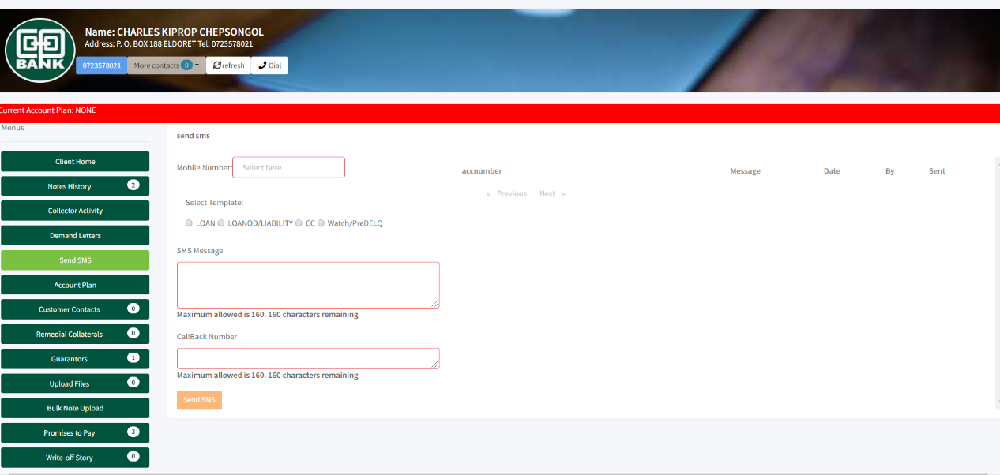 BANK
Name: CHARLES KIPROP CHEPSONGOL
Address: P. O. BOX 188 ELDORET Tel: 0723578021
0723578021 More contacts 0 refresh Dial
Current Account Plan: NONE
Menus
Client Home
Notes History 2
Collector Activity
Demand Letters
Send SMS
Account Plan
Customer Contacts 0
Remedial Collaterals 0
Guarantors 1
Upload Files 0
Bulk Note Upload
Promises to Pay 3
Write-off Story 0
send sms
Mobile Number: Select here
Select Template:
LOAN LOANOD/LIABILITY CC Watch/PreDELQ
SMS Message
Maximum allowed is 160. 160 characters remaining
CallBack Number
Maximum allowed is 160. 160 characters remaining
Send SMS
accnumber Message Date By Sent
« Previous Next »